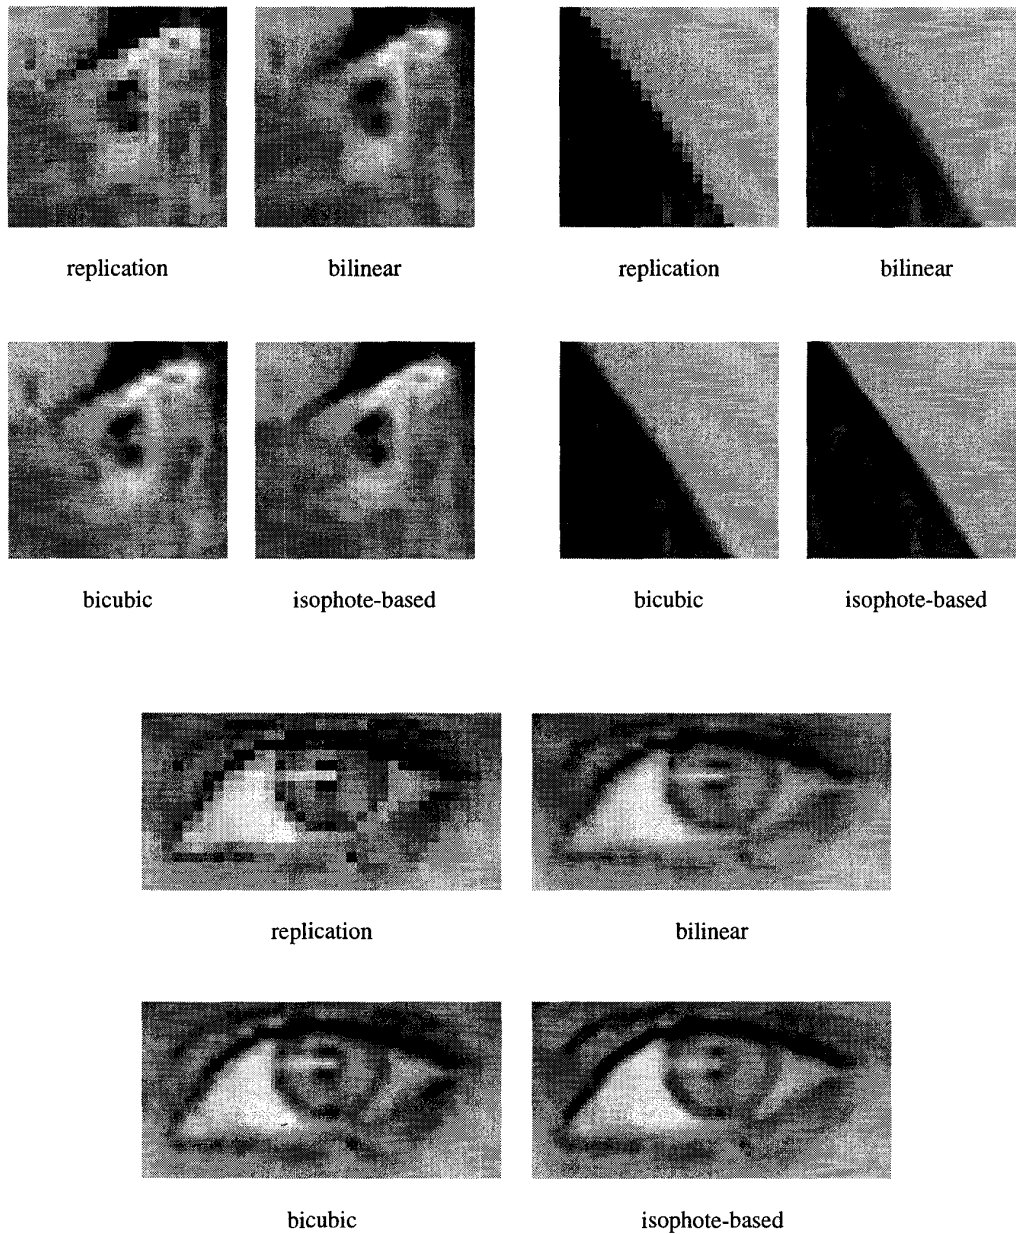 replication bilinear replication bilinear
bicubic isophote-based bicubic isophote-based
replication bilinear
bicubic isophote-based